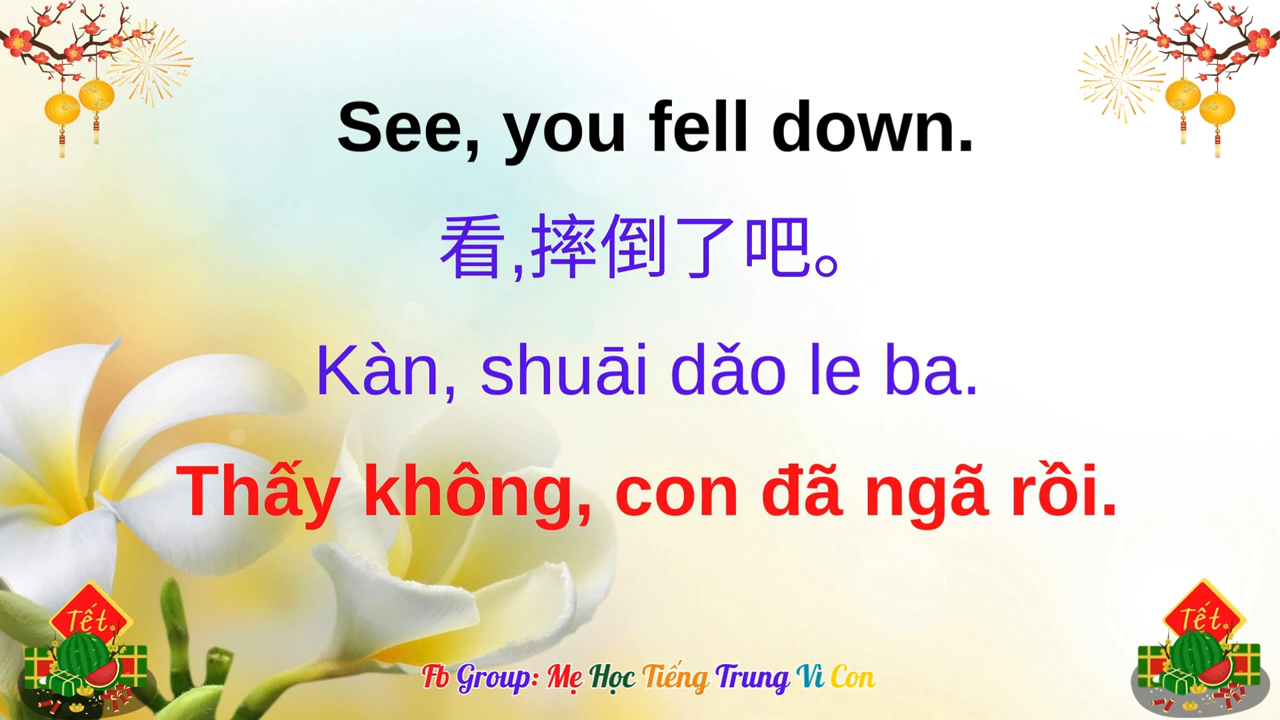 See, you fell down.
看,摔倒了吧。
Kàn, shuāi dǎo le ba.
Thấy không, con đã ngã rồi.
Tết
Tết
Fb Group: Mẹ Học Tiếng Trung Vì Con